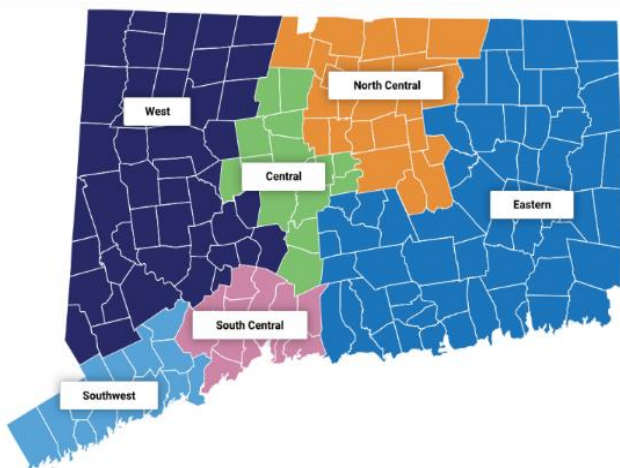 North Central
West
Central
Eastern
South Central
Southwest